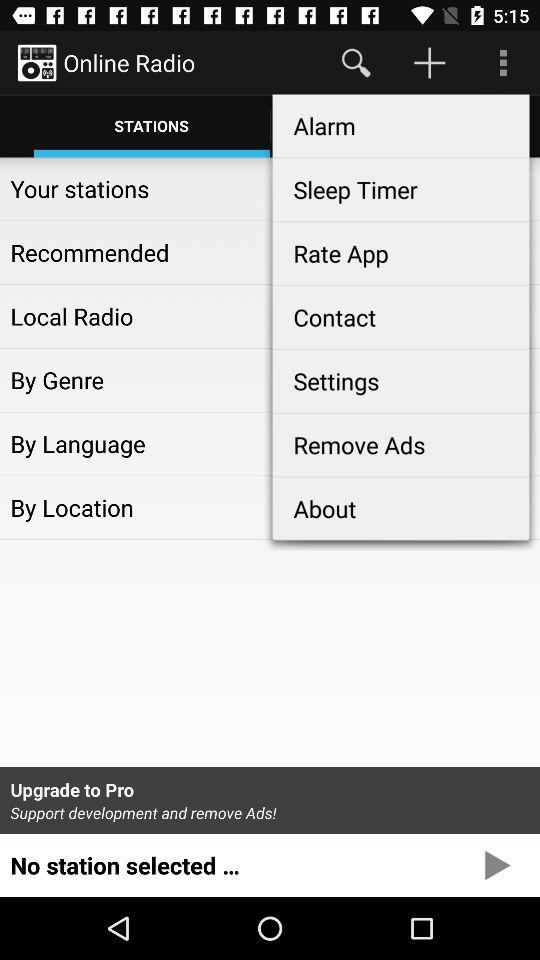 5:15
Online Radio
STATIONS
Your stations
Recommended
Local Radio
By Genre
By Language
By Location
Alarm
Sleep Timer
Rate App
Contact
Settings
Remove Ads
About
Upgrade to Pro
Support development and remove Ads!
No station selected ...